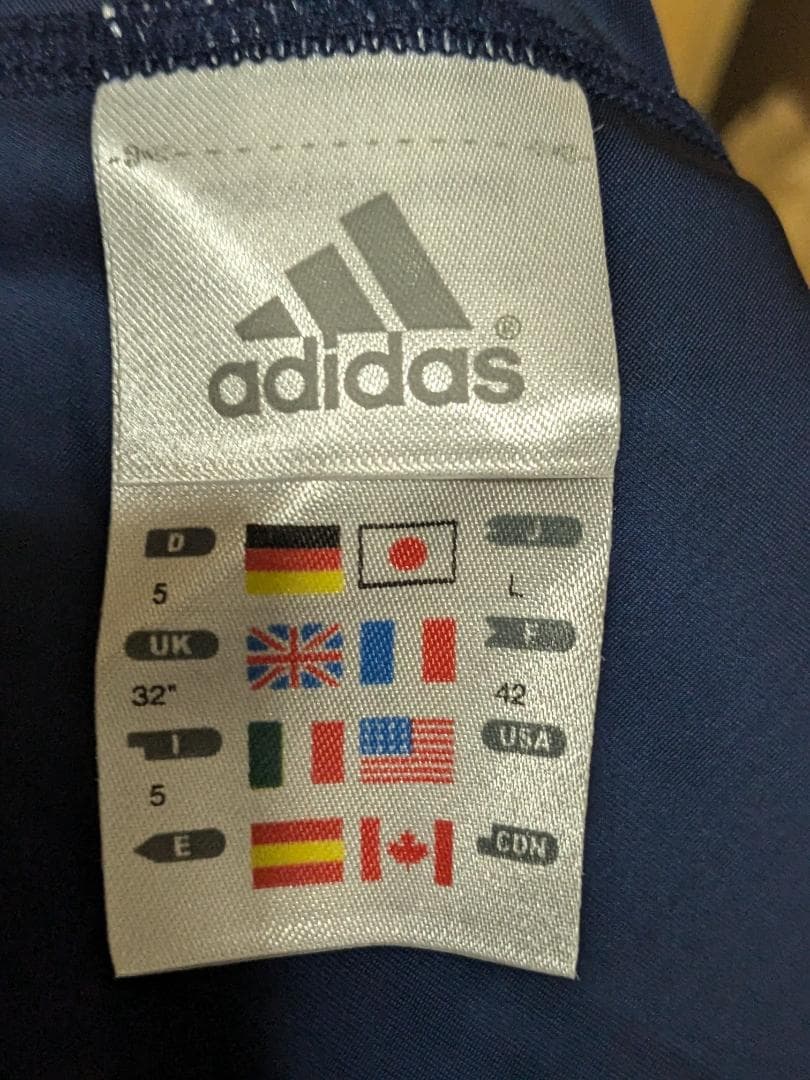 adidas®
D J
5 L
UK F
32" 42
I USA
5
E CDN